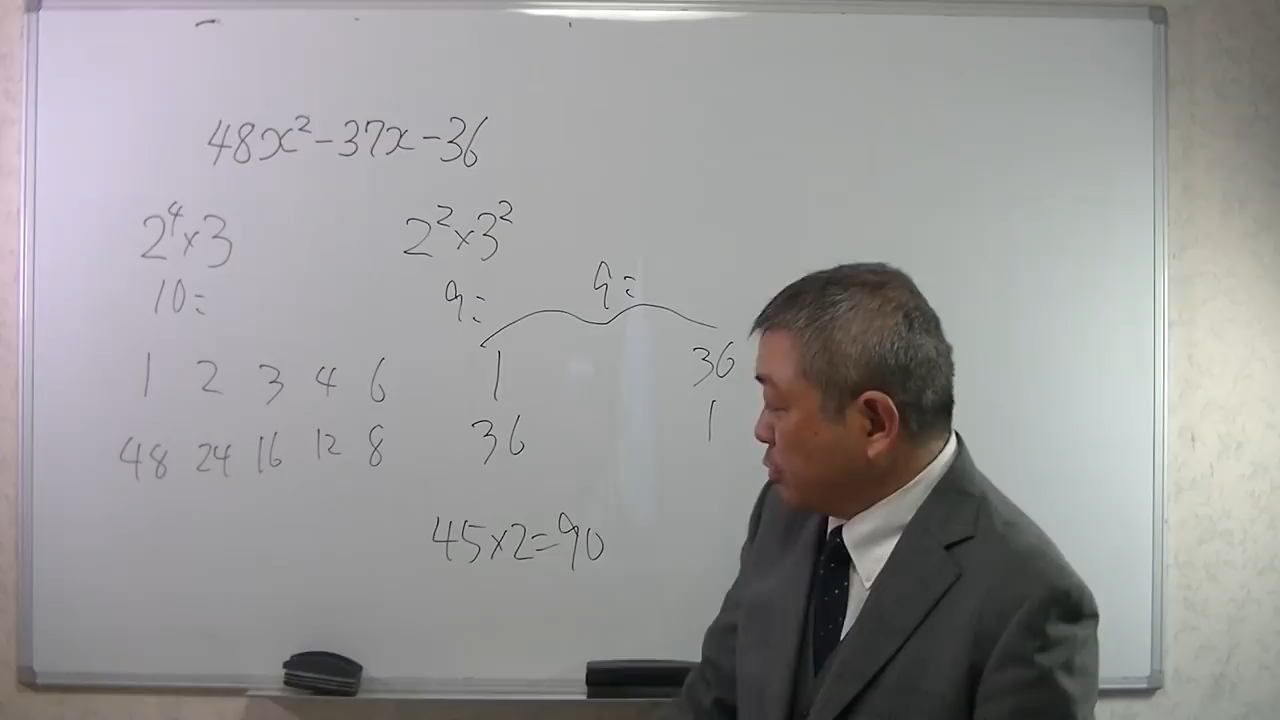 48x²-37x-36
2⁴×3 2²×3²
10= 9= 9=
1 2 3 4 6 1 36
48 24 16 12 8 36 1
45×2=90